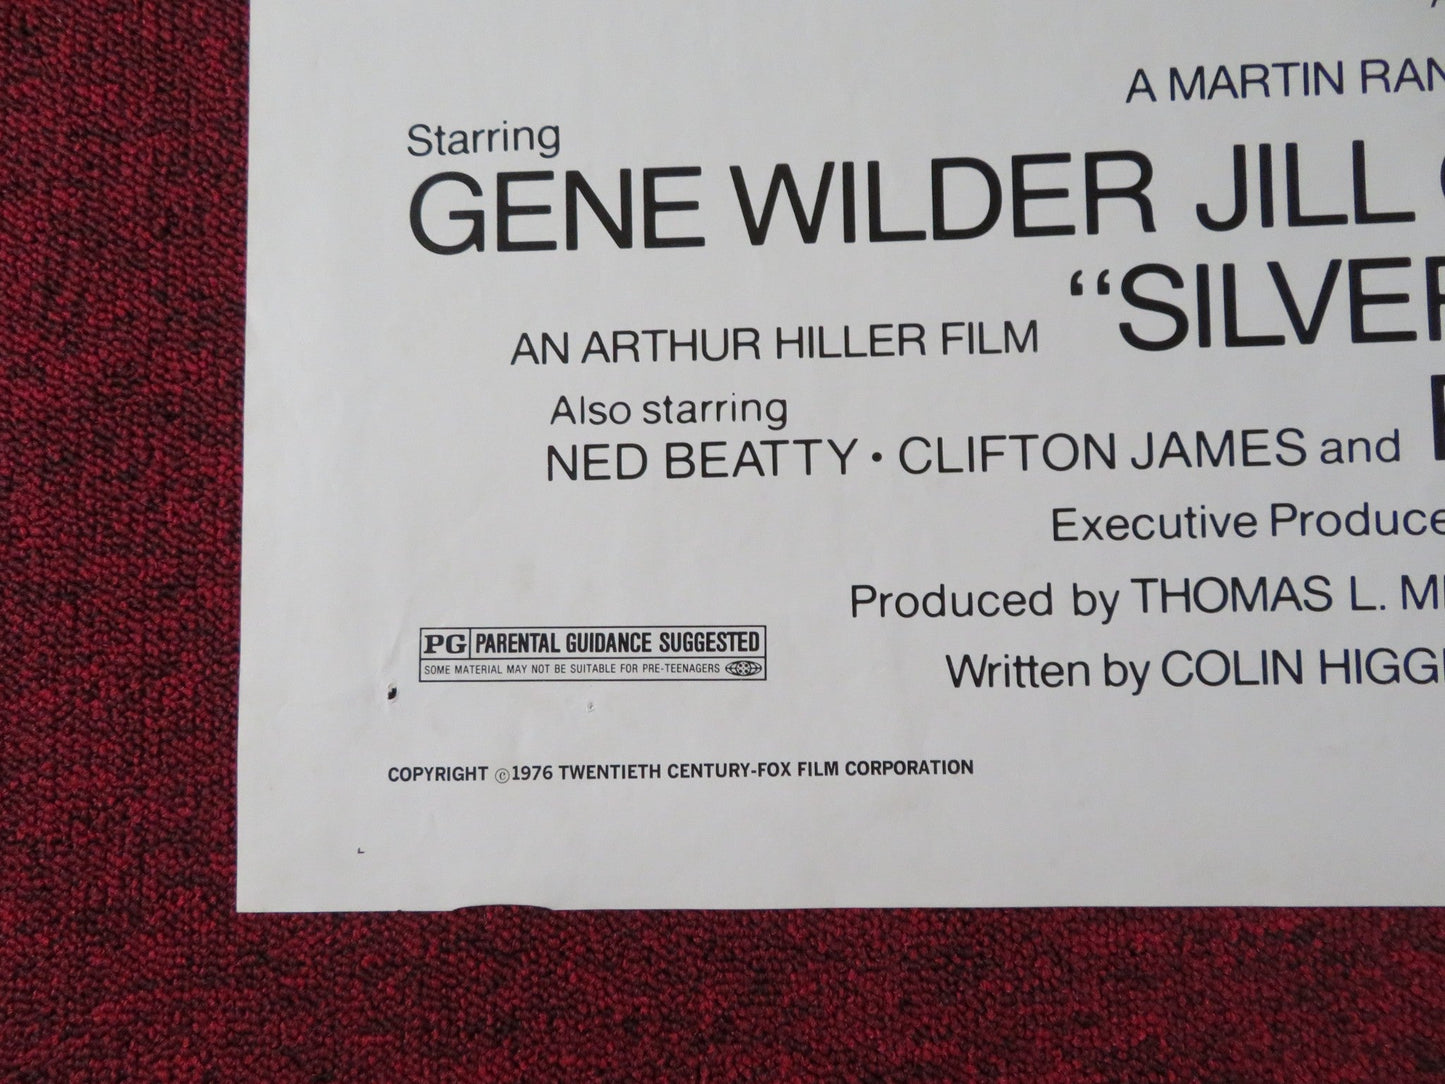 A MARTIN RAN
Starring
GENE WILDER JILL
AN ARTHUR HILLER FILM “SILVER
Also starring
NED BEATTY • CLIFTON JAMES and
Executive Produce
Produced by THOMAS L. M
Written by COLIN HIGG
PG PARENTAL GUIDANCE SUGGESTED
SOME MATERIAL MAY NOT BE SUITABLE FOR PRE-TEENAGERS
COPYRIGHT ©1976 TWENTIETH CENTURY-FOX FILM CORPORATION